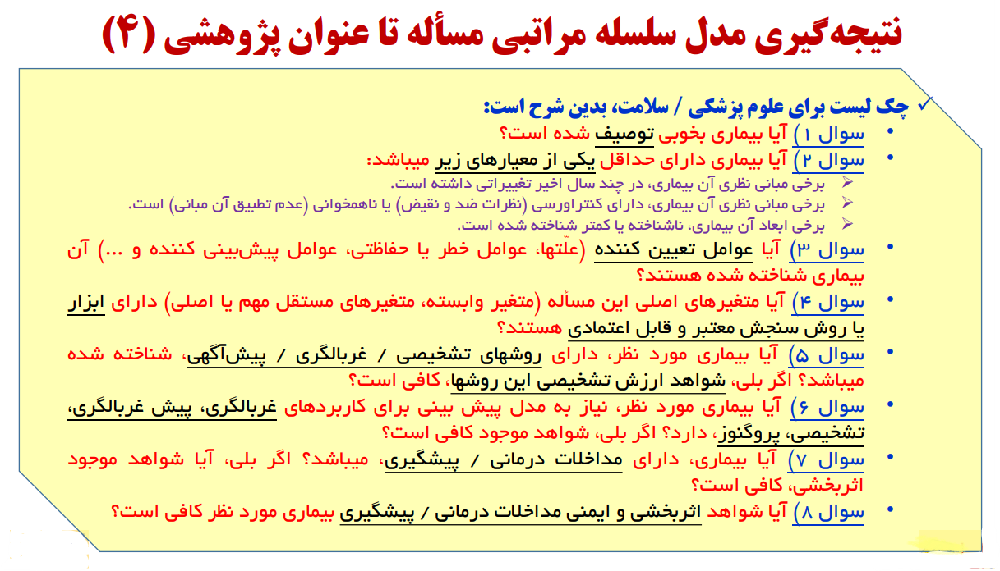 نتیجه‌گیری مدل سلسله مراتبی مسأله تا عنوان پژوهشی (۴)
✓ چک لیست برای علوم پزشکی / سلامت، بدین شرح است:
• سوال ۱) آیا بیماری بخوبی توصیف شده است؟
• سوال ۲) آیا بیماری دارای حداقل یکی از معیارهای زیر میباشد:
➢ برخی مبانی نظری آن بیماری، در چند سال اخیر تغییراتی داشته است.
➢ برخی مبانی نظری آن بیماری، دارای کنتراورسی (نظرات ضد و نقیض) یا ناهمخوانی (عدم تطبیق آن مبانی) است.
➢ برخی ابعاد آن بیماری، ناشناخته یا کمتر شناخته شده است.
• سوال ۳) آیا عوامل تعیین کننده (علّتها، عوامل خطر یا حفاظتی، عوامل پیش‌بینی کننده و ...) آن
بیماری شناخته شده هستند؟
• سوال ۴) آیا متغیرهای اصلی این مسأله (متغیر وابسته، متغیرهای مستقل مهم یا اصلی) دارای ابزار
یا روش سنجش معتبر و قابل اعتمادی هستند؟
• سوال ۵) آیا بیماری مورد نظر، دارای روشهای تشخیصی / غربالگری / پیش‌آگهی، شناخته شده
میباشد؟ اگر بلی، شواهد ارزش تشخیصی این روشها، کافی است؟
• سوال ۶) آیا بیماری مورد نظر، نیاز به مدل پیش بینی برای کاربردهای غربالگری، پیش غربالگری،
تشخیصی، پروگنوز، دارد؟ اگر بلی، شواهد موجود کافی است؟
• سوال ۷) آیا بیماری، دارای مداخلات درمانی / پیشگیری، میباشد؟ اگر بلی، آیا شواهد موجود
اثربخشی، کافی است؟
• سوال ۸) آیا شواهد اثربخشی و ایمنی مداخلات درمانی / پیشگیری بیماری مورد نظر کافی است؟